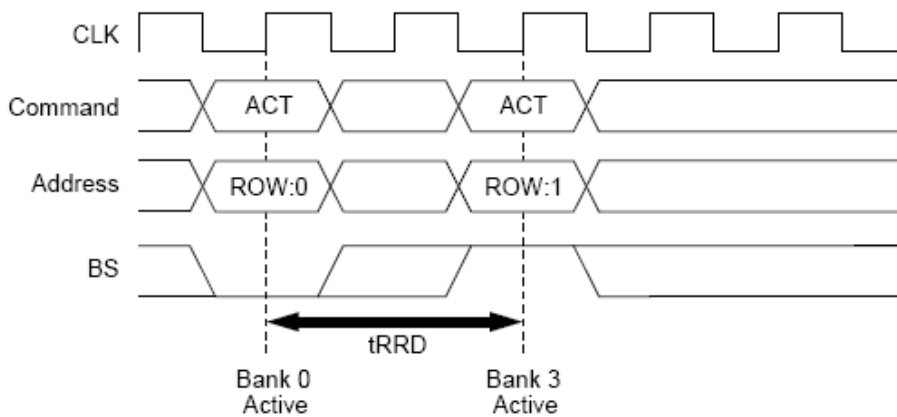 CLK
Command
ACT
ACT
Address
ROW:0
ROW:1
BS
tRRD
Bank 0
Active
Bank 3
Active